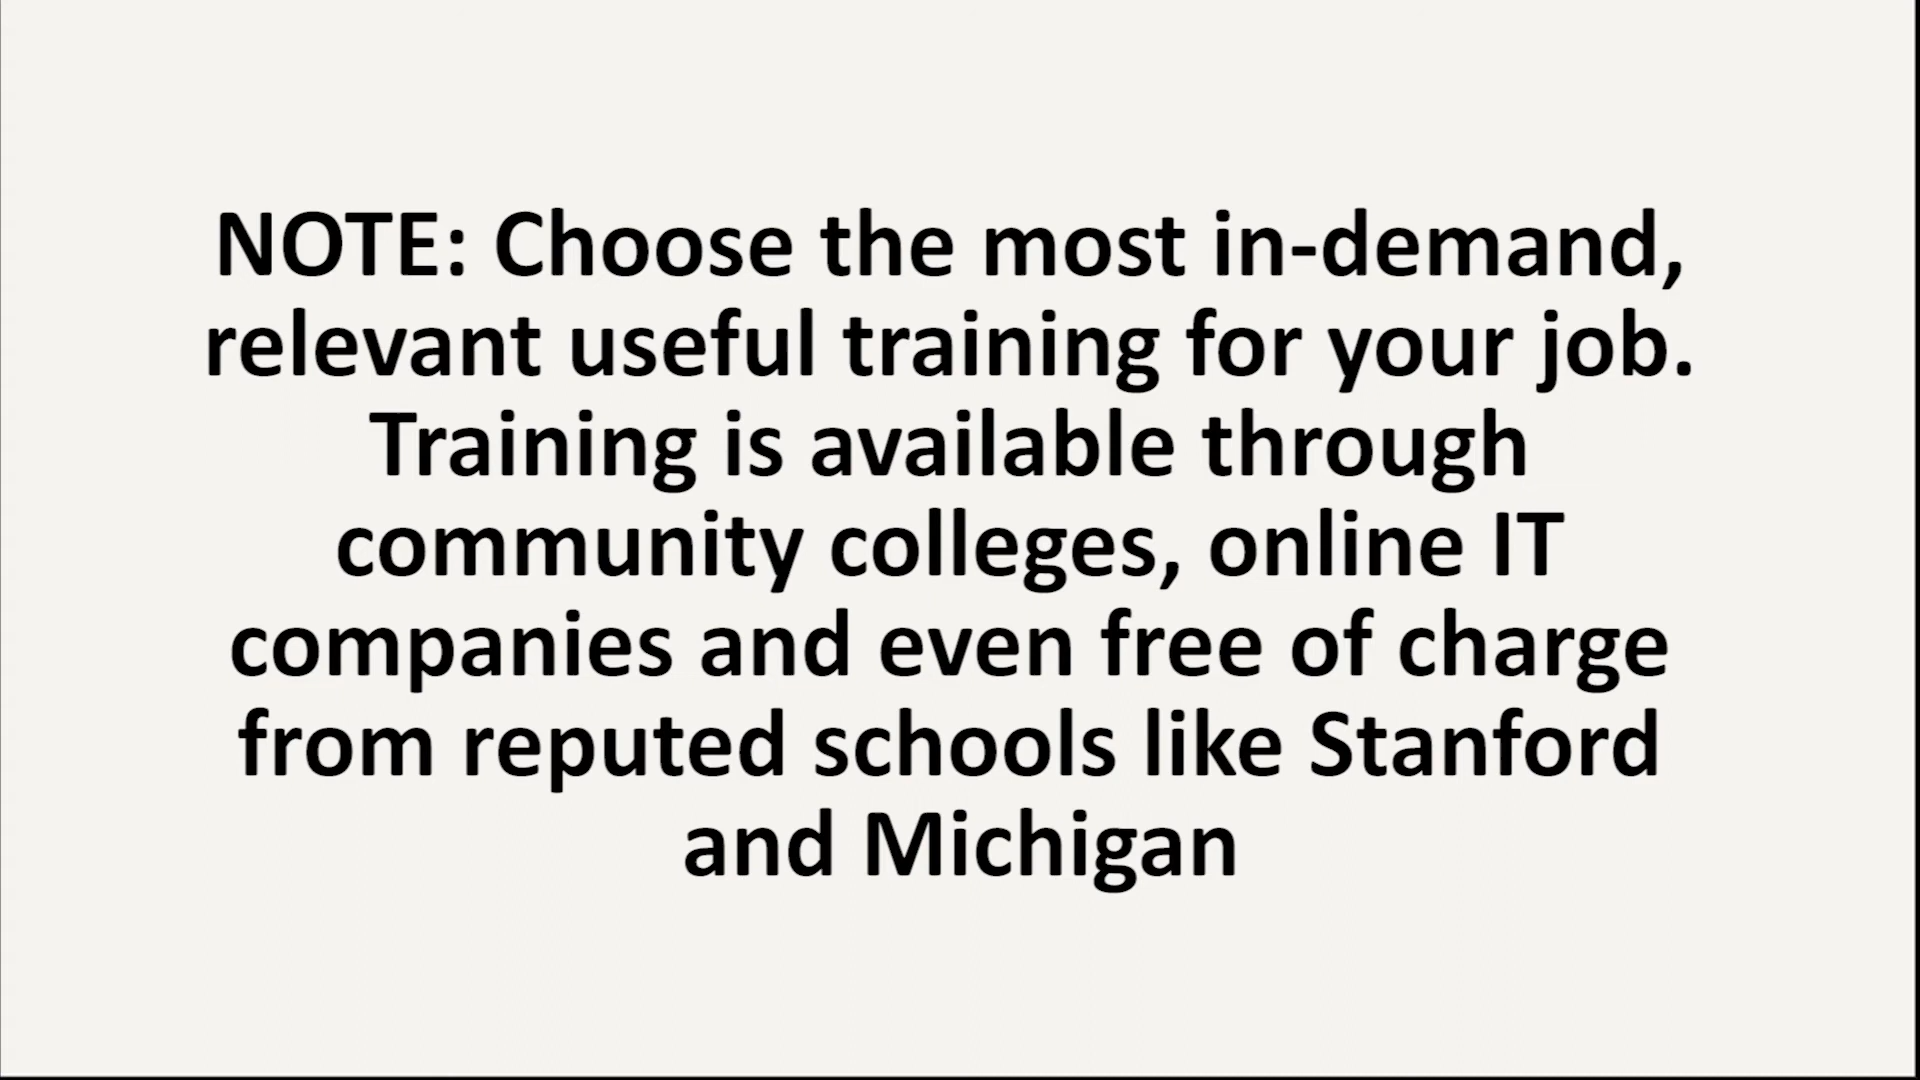 NOTE: Choose the most in-demand,
relevant useful training for your job.
Training is available through
community colleges, online IT
companies and even free of charge
from reputed schools like Stanford
and Michigan